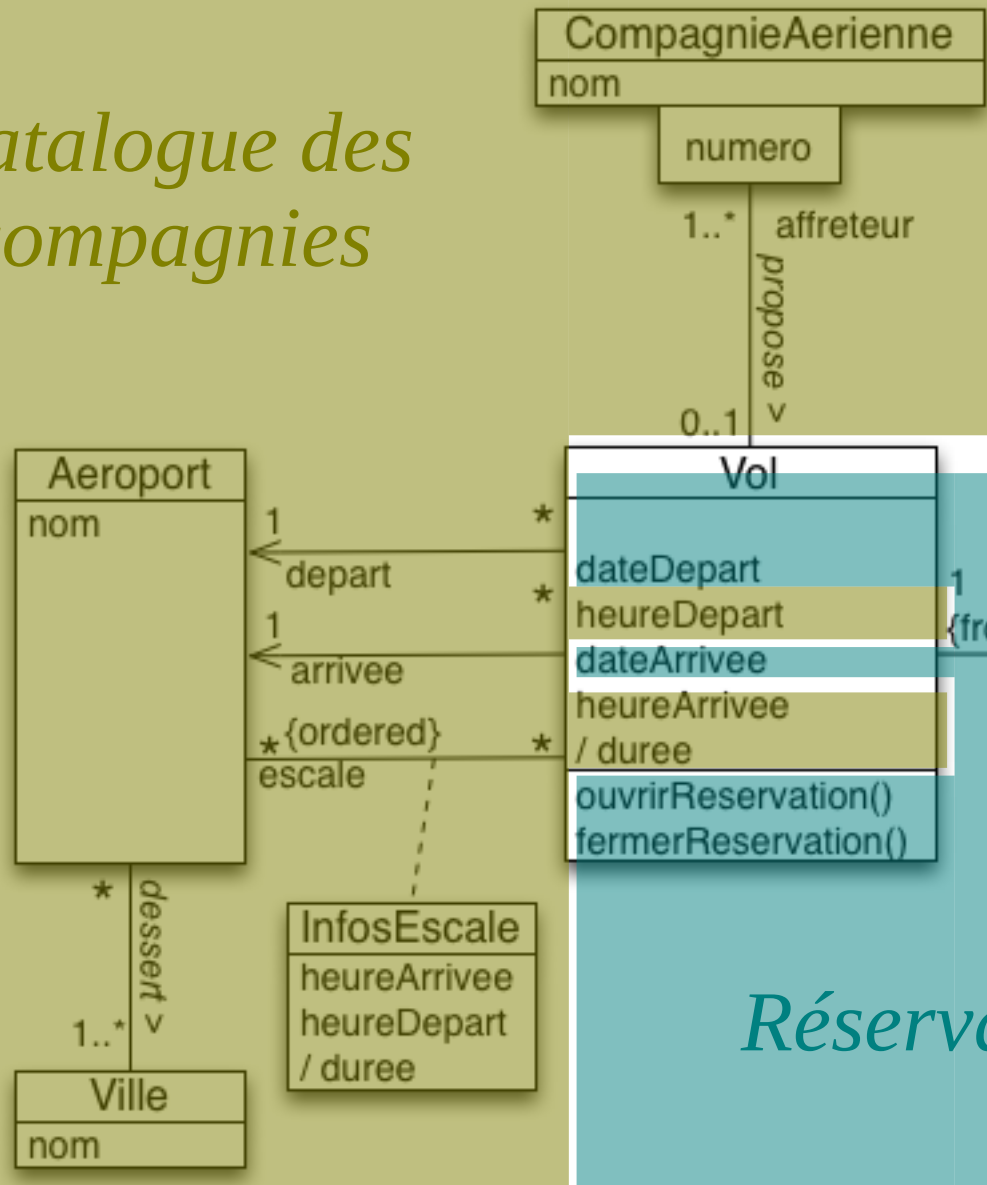 CompagnieAerienne
nom
numero
atalogue des
ompagnies
1..*
affreteur
propose >
0..1
Aeroport
nom
1
*
depart
*
1
arrivee
{ordered}
*
*
escale
Vol
dateDepart
heureDepart
dateArrivee
heureArrivee
/ duree
ouvrirReservation()
fermerReservation()
1
*
dessert >
1..*
InfosEscale
heureArrivee
heureDepart
/ duree
Ville
nom